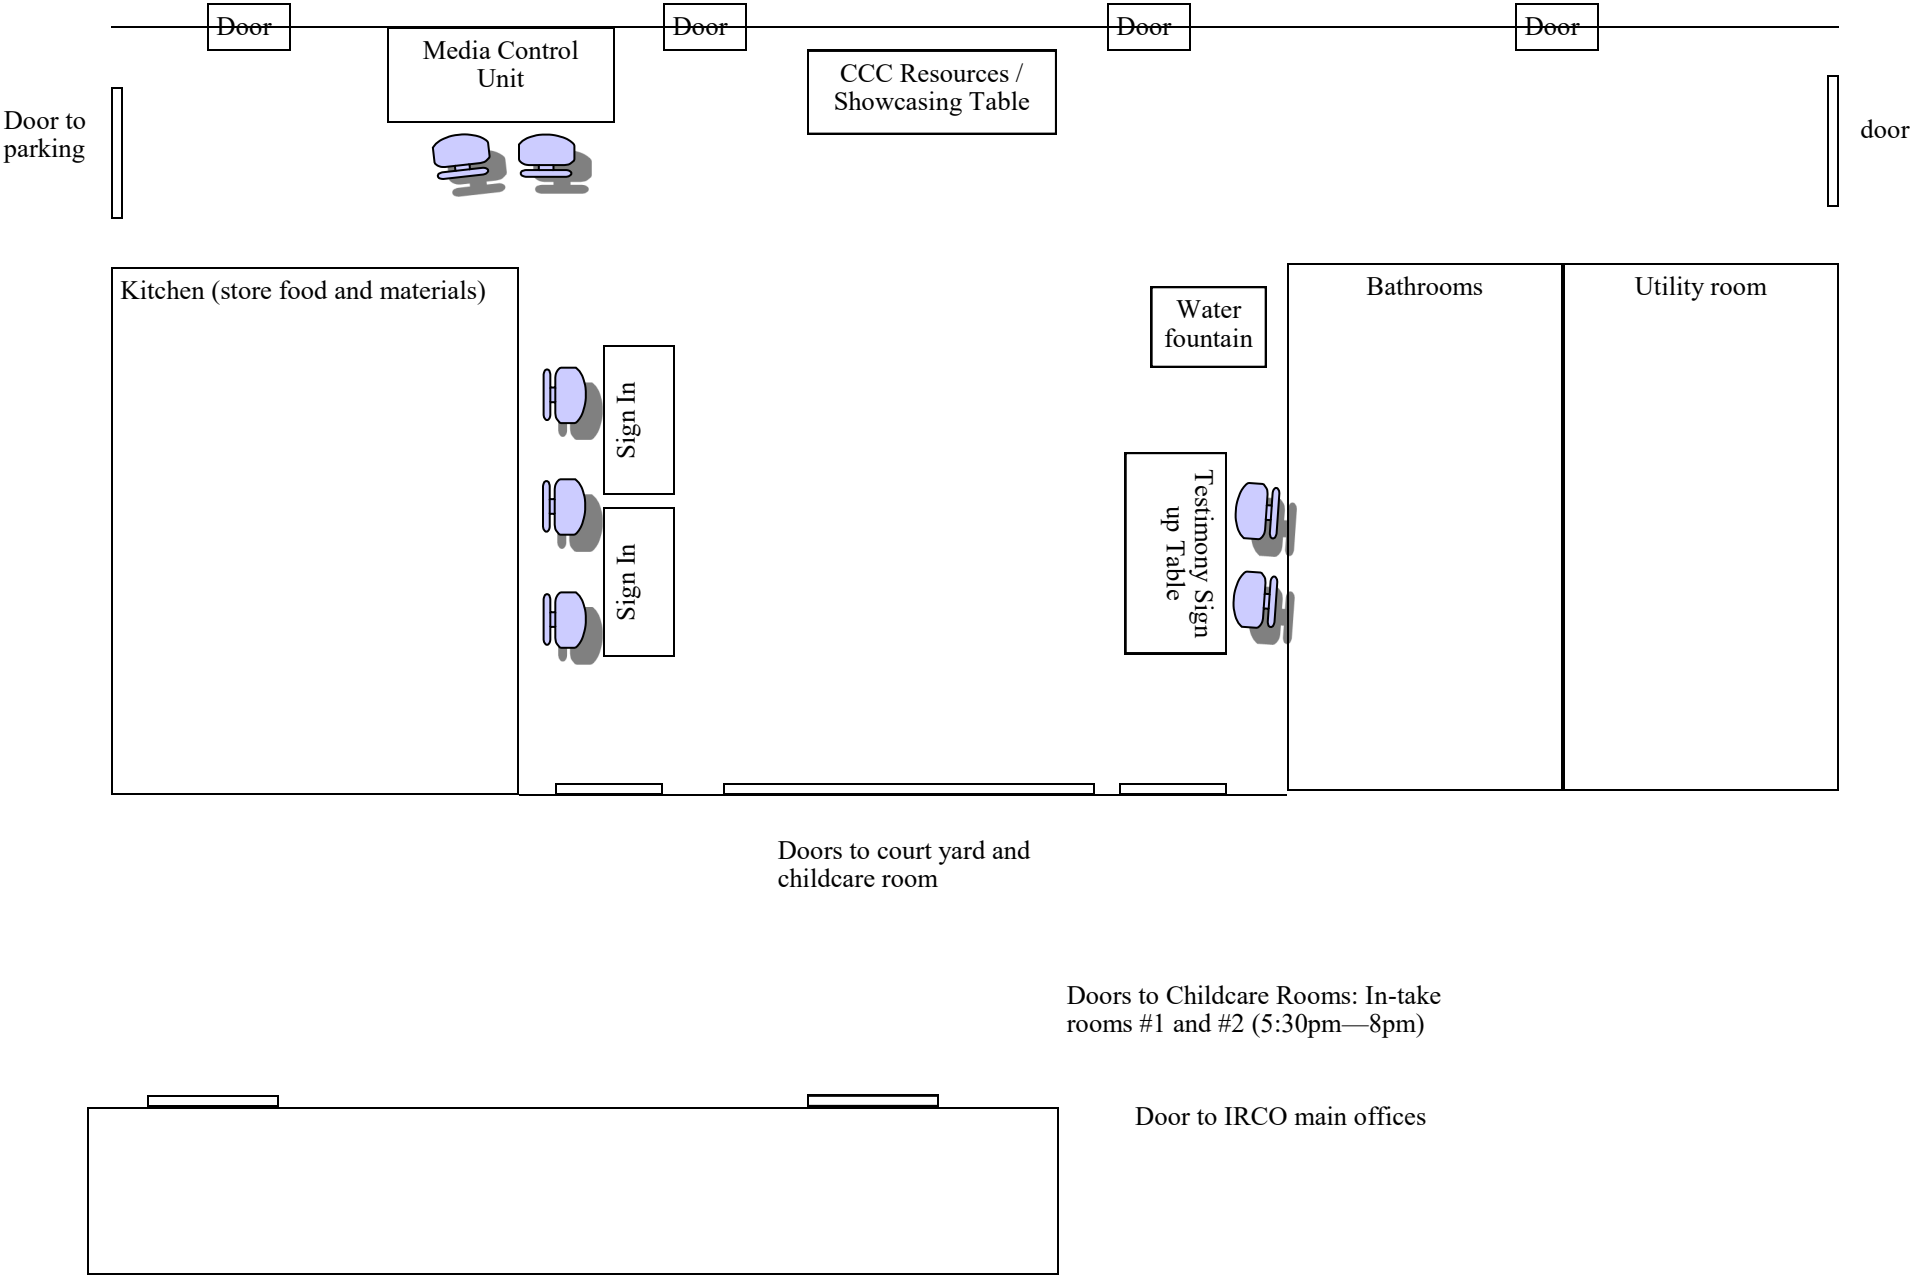 Door
Door
Door
Door
Media Control
Unit
CCC Resources /
Showcasing Table
Door to
parking
door
Kitchen (store food and materials)
Water
fountain
Bathrooms
Utility room
Sign In
Sign In
Testimony Sign
up Table
Doors to court yard and
childcare room
Doors to Childcare Rooms: In-take
rooms #1 and #2 (5:30pm—8pm)
Door to IRCO main offices